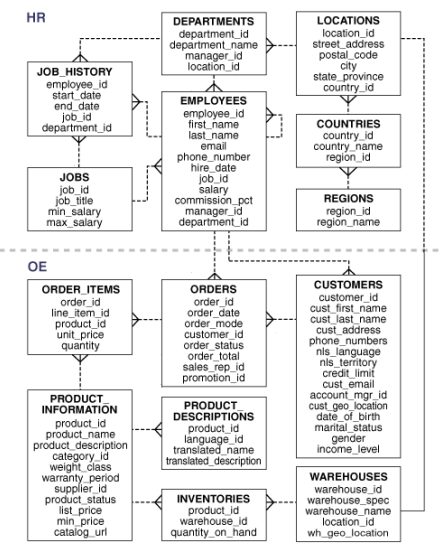 HR
DEPARTMENTS
department_id
department_name
manager_id
location_id
LOCATIONS
location_id
street_address
postal_code
city
state_province
country_id
JOB_HISTORY
employee_id
start_date
end_date
job_id
department_id
EMPLOYEES
employee_id
first_name
last_name
email
phone_number
hire_date
job_id
salary
commission_pct
manager_id
department_id
COUNTRIES
country_id
country_name
region_id
JOBS
job_id
job_title
min_salary
max_salary
REGIONS
region_id
region_name
OE
ORDER_ITEMS
order_id
line_item_id
product_id
unit_price
quantity
ORDERS
order_id
order_date
order_mode
customer_id
order_status
order_total
sales_rep_id
promotion_id
CUSTOMERS
customer_id
cust_first_name
cust_last_name
cust_address
phone_numbers
nls_language
nls_territory
credit_limit
cust_email
account_mgr_id
cust_geo_location
date_of_birth
marital_status
gender
income_level
PRODUCT_
INFORMATION
product_id
product_name
product_description
category_id
weight_class
warranty_period
supplier_id
product_status
list_price
min_price
catalog_url
PRODUCT_
DESCRIPTIONS
product_id
language_id
translated_name
translated_description
INVENTORIES
product_id
warehouse_id
quantity_on_hand
WAREHOUSES
warehouse_id
warehouse_spec
warehouse_name
location_id
wh_geo_location